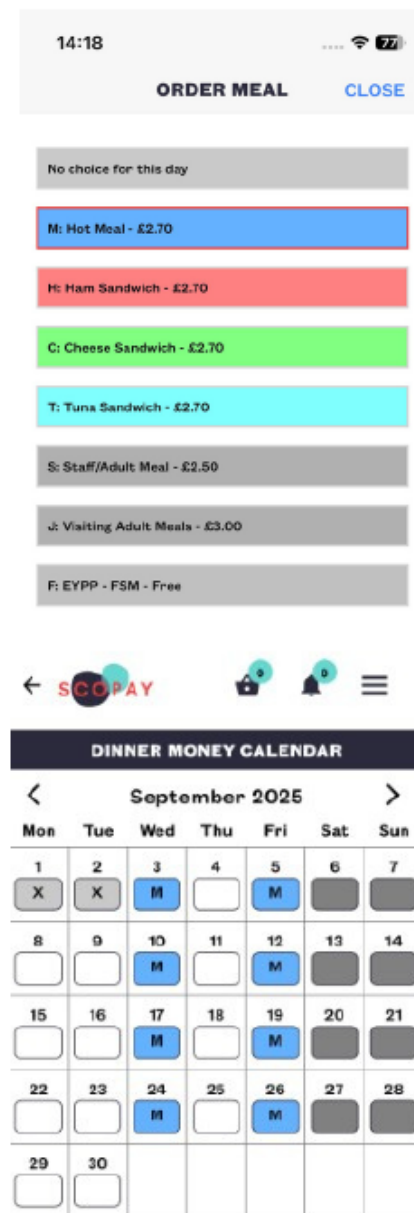 14:18
77
ORDER MEAL CLOSE
No choice for this day
M: Hot Meal - £2.70
H: Ham Sandwich - £2.70
C: Cheese Sandwich - £2.70
T: Tuna Sandwich - £2.70
S: Staff/Adult Meal - £2.50
J: Visiting Adult Meals - £3.00
F: EYPP - FSM - Free
SCOPAY 0 0
DINNER MONEY CALENDAR
September 2025
Mon Tue Wed Thu Fri Sat Sun
1 2 3 4 5 6 7
X X M M
8 9 10 11 12 13 14
M M
15 16 17 18 19 20 21
M M
22 23 24 25 26 27 28
M M
29 30